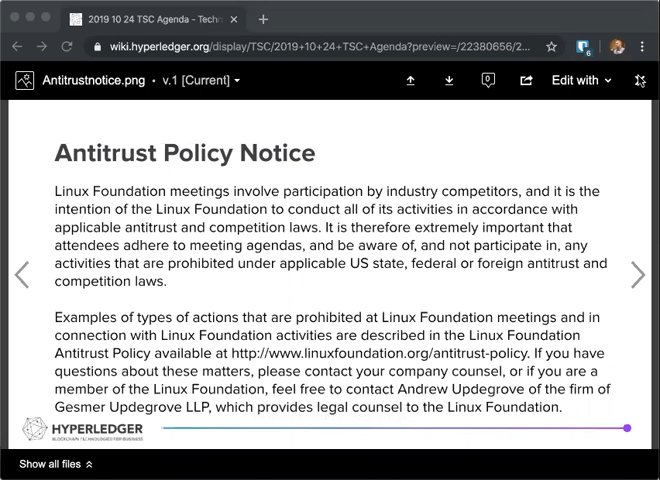 2019 10 24 TSC Agenda - Techn
wiki.hyperledger.org/display/TSC/2019+10+24+TSC+Agenda?preview=/22380656/2...
6
Antitrustnotice.png • v.1 [Current]
0
Edit with
Antitrust Policy Notice
Linux Foundation meetings involve participation by industry competitors, and it is the
intention of the Linux Foundation to conduct all of its activities in accordance with
applicable antitrust and competition laws. It is therefore extremely important that
attendees adhere to meeting agendas, and be aware of, and not participate in, any
activities that are prohibited under applicable US state, federal or foreign antitrust and
competition laws.
Examples of types of actions that are prohibited at Linux Foundation meetings and in
connection with Linux Foundation activities are described in the Linux Foundation
Antitrust Policy available at http://www.linuxfoundation.org/antitrust-policy. If you have
questions about these matters, please contact your company counsel, or if you are a
member of the Linux Foundation, feel free to contact Andrew Updegrove of the firm of
Gesmer Updegrove LLP, which provides legal counsel to the Linux Foundation.
HYPERLEDGER
BLOCKCHAIN TECHNOLOGIES FOR BUSINESS
Show all files